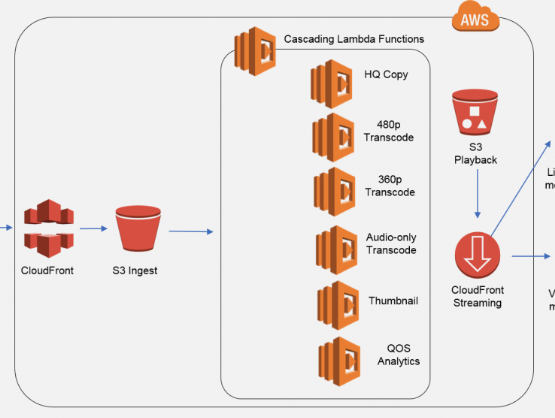 AWS
Cascading Lambda Functions
HQ Copy
480p
Transcode
360p
Transcode
Audio-only
Transcode
Thumbnail
QOS
Analytics
CloudFront
S3 Ingest
S3
Playback
CloudFront
Streaming